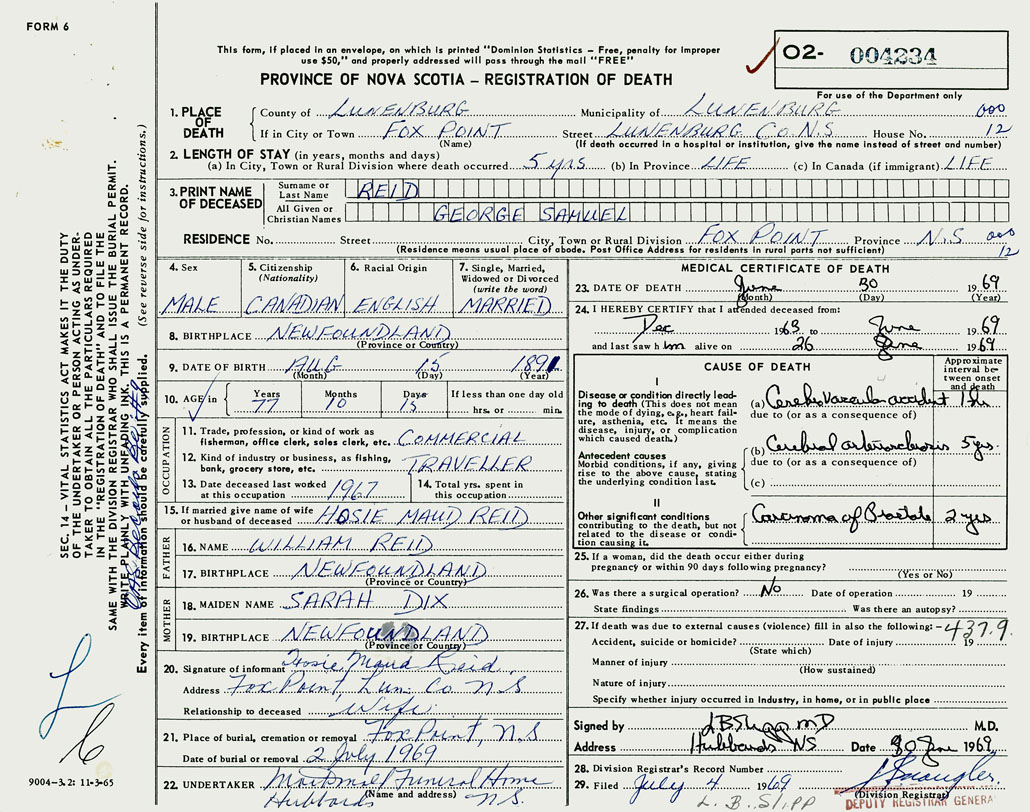 FORM 6
This form, if placed in an envelope, on which is printed "Dominion Statistics – Free, penalty for improper
use $50," and properly addressed will pass through the mail "FREE"
PROVINCE OF NOVA SCOTIA – REGISTRATION OF DEATH
02- 004234
For use of the Department only
1. PLACE OF DEATH
County of LUNENBURG Municipality of LUNENBURG 000
If in City or Town FOX POINT Street LUNENBURG CO. N.S House No. 12
(Name) (If death occurred in a hospital or institution, give the name instead of street and number)
2. LENGTH OF STAY (in years, months and days)
(a) In City, Town or Rural Division where death occurred 5 yrs (b) In Province LIFE (c) In Canada (if immigrant) LIFE
3. PRINT NAME OF DECEASED
Surname or Last Name REID
All Given or Christian Names GEORGE SAMUEL
RESIDENCE No. Street City, Town or Rural Division FOX POINT Province N.S 000
(Residence means usual place of abode. Post Office Address for residents in rural parts not sufficient) 12
4. Sex MALE
5. Citizenship (Nationality) CANADIAN
6. Racial Origin ENGLISH
7. Single, Married, Widowed or Divorced (write the word) MARRIED
8. BIRTHPLACE NEWFOUNDLAND
(Province or Country)
9. DATE OF BIRTH AUG 15 1891
(Month) (Day) (Year)
10. AGE in Years Months Days If less than one day old
77 10 15 hrs. or min.
OCCUPATION
11. Trade, profession, or kind of work as
fisherman, office clerk, sales clerk, etc. COMMERCIAL
12. Kind of industry or business, as fishing,
bank, grocery store, etc. TRAVELLER
13. Date deceased last worked
at this occupation 1967
14. Total yrs. spent in
this occupation
15. If married give name of wife
or husband of deceased HOSIE MAUD REID
FATHER
16. NAME WILLIAM REID
17. BIRTHPLACE NEWFOUNDLAND
(Province or Country)
MOTHER
18. MAIDEN NAME SARAH DIX
19. BIRTHPLACE NEWFOUNDLAND
(Province or Country)
20. Signature of informant Hosie Maud Reid
Address Fox Point, Lun. Co N.S
Relationship to deceased Wife
21. Place of burial, cremation or removal Fox Point, N.S
Date of burial or removal 2 July 1969
22. UNDERTAKER Funeral Home
(Name and address)
Hubbards N.S.
MEDICAL CERTIFICATE OF DEATH
23. DATE OF DEATH June 30 1969
(Month) (Day) (Year)
24. I HEREBY CERTIFY that I attended deceased from:
Dec 1963 to June 1969
and last saw him alive on 26 June 1969
CAUSE OF DEATH
Approximate interval between onset and death
I
Disease or condition directly leading to death (This does not mean the mode of dying, e.g., heart failure, asthenia, etc. It means the disease, injury, or complication which caused death.)
(a) Cerebrovascular accident 1 hr
due to (or as a consequence of)
Antecedent causes
Morbid conditions, if any, giving rise to the above cause, stating the underlying condition last.
(b) Cerebral arteriosclerosis 5 yrs.
due to (or as a consequence of)
(c)
II
Other significant conditions contributing to the death, but not related to the disease or condition causing it.
Carcinoma of Prostate 2 yrs
25. If a woman, did the death occur either during
pregnancy or within 90 days following pregnancy?
(Yes or No)
26. Was there a surgical operation? No Date of operation 19
State findings Was there an autopsy?
27. If death was due to external causes (violence) fill in also the following: - 437.9.
Accident, suicide or homicide? Date of injury 19
(State which)
Manner of injury
(How sustained)
Nature of injury
Specify whether injury occurred in industry, in home, or in public place
Signed by M.D. M.D.
Address Hubbards NS Date 30 June 1969
28. Division Registrar's Record Number
29. Filed July 4 1969
(Division Registrar)
L. B. Slipp
DEPUTY REGISTRAR GENERA
SEC. 14 – VITAL STATISTICS ACT MAKES IT THE DUTY
OF THE UNDERTAKER OR PERSON ACTING AS UNDER-
TAKER TO OBTAIN ALL THE PARTICULARS REQUIRED
IN THE "REGISTRATION OF DEATH" AND TO FILE THE
SAME WITH THE DIVISION REGISTRAR WHO SHALL ISSUE THE BURIAL PERMIT.
WRITE PLAINLY WITH UNFADING INK. THIS IS A PERMANENT RECORD.
Every item of information should be carefully supplied. (See reverse side for instructions.)
9004-3.2: 11-3-65